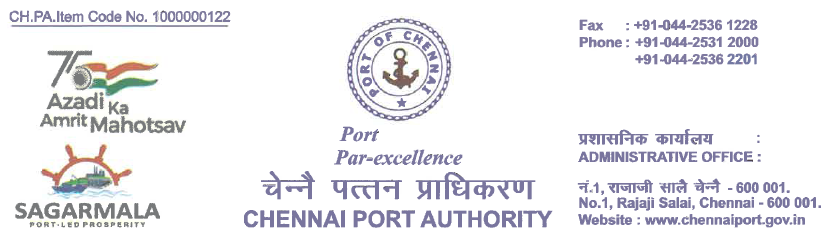 CH.PA.Item Code No. 1000000122
75
Azadi Ka
Amrit Mahotsav
SAGARMALA
PORT-LED PROSPERITY
PORT OF CHENNAI
Port
Par-excellence
चेन्नै पत्तन प्राधिकरण
CHENNAI PORT AUTHORITY
Fax : +91-044-2536 1228
Phone : +91-044-2531 2000
+91-044-2536 2201
प्रशासनिक कार्यालय :
ADMINISTRATIVE OFFICE :
नं.1, राजाजी सालै चेन्नै - 600 001.
No.1, Rajaji Salai, Chennai - 600 001.
Website : www.chennaiport.gov.in